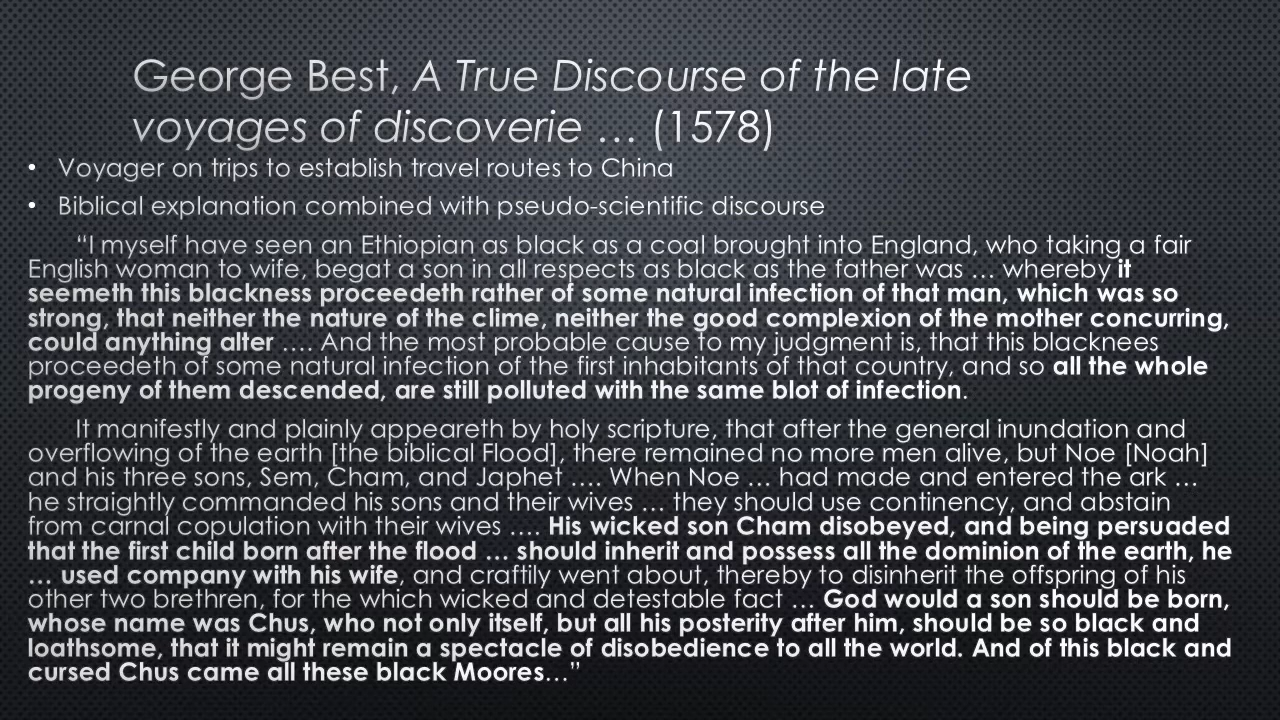 George Best, A True Discourse of the late
voyages of discoverie … (1578)
• Voyager on trips to establish travel routes to China
• Biblical explanation combined with pseudo-scientific discourse
“I myself have seen an Ethiopian as black as a coal brought into England, who taking a fair
English woman to wife, begat a son in all respects as black as the father was … whereby it
seemeth this blackness proceedeth rather of some natural infection of that man, which was so
strong, that neither the nature of the clime, neither the good complexion of the mother concurring,
could anything alter …. And the most probable cause to my judgment is, that this blacknees
proceedeth of some natural infection of the first inhabitants of that country, and so all the whole
progeny of them descended, are still polluted with the same blot of infection.
It manifestly and plainly appeareth by holy scripture, that after the general inundation and
overflowing of the earth [the biblical Flood], there remained no more men alive, but Noe [Noah]
and his three sons, Sem, Cham, and Japhet …. When Noe … had made and entered the ark …
he straightly commanded his sons and their wives … they should use continency, and abstain
from carnal copulation with their wives …. His wicked son Cham disobeyed, and being persuaded
that the first child born after the flood … should inherit and possess all the dominion of the earth, he
… used company with his wife, and craftily went about, thereby to disinherit the offspring of his
other two brethren, for the which wicked and detestable fact … God would a son should be born,
whose name was Chus, who not only itself, but all his posterity after him, should be so black and
loathsome, that it might remain a spectacle of disobedience to all the world. And of this black and
cursed Chus came all these black Moores…”